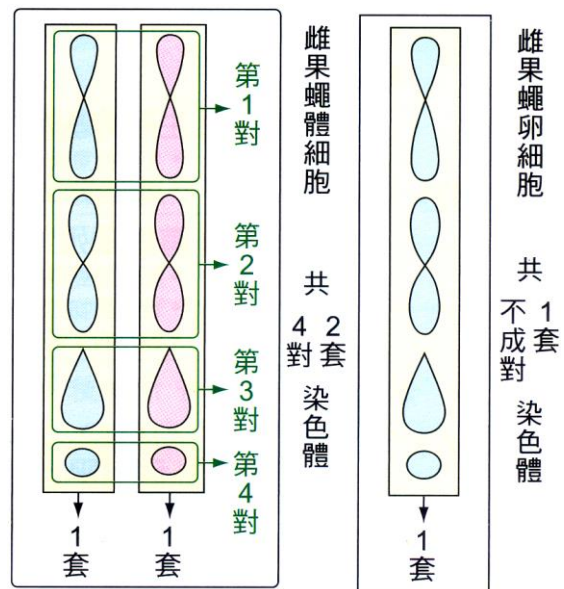 第1對
第2對
第3對
第4對
1套
1套
雌果蠅體細胞
共
2套
4對
染色體
雌果蠅卵細胞
共
1套
不成對
染色體
1套